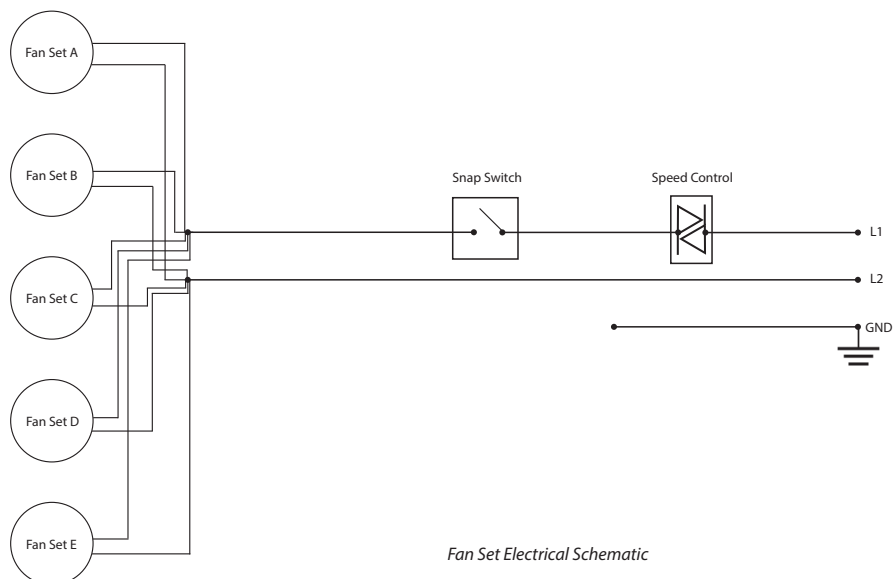 Fan Set A
Fan Set B
Snap Switch
Speed Control
L1
L2
Fan Set C
GND
Fan Set D
Fan Set E
Fan Set Electrical Schematic